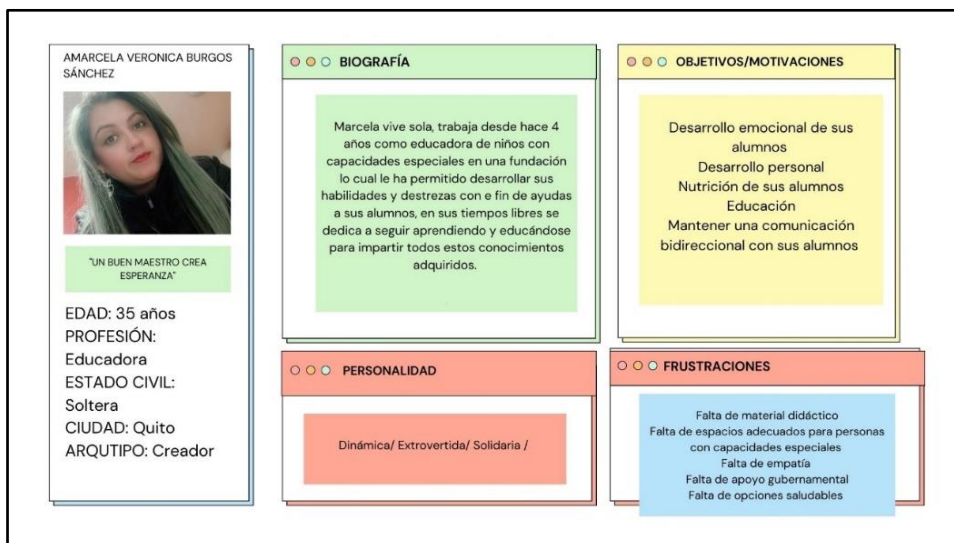 AMARCELA VERONICA BURGOS
SÁNCHEZ
"UN BUEN MAESTRO CREA
ESPERANZA"
EDAD: 35 años
PROFESIÓN:
Educadora
ESTADO CIVIL:
Soltera
CIUDAD: Quito
ARQUTIPO: Creador
BIOGRAFÍA
Marcela vive sola, trabaja desde hace 4
años como educadora de niños con
capacidades especiales en una fundación
lo cual le ha permitido desarrollar sus
habilidades y destrezas con e fin de ayudas
a sus alumnos, en sus tiempos libres se
dedica a seguir aprendiendo y educándose
para impartir todos estos conocimientos
adquiridos.
OBJETIVOS/MOTIVACIONES
Desarrollo emocional de sus
alumnos
Desarrollo personal
Nutrición de sus alumnos
Educación
Mantener una comunicación
bidireccional con sus alumnos
PERSONALIDAD
Dinámica/ Extrovertida/ Solidaria /
FRUSTRACIONES
Falta de material didáctico
Falta de espacios adecuados para personas
con capacidades especiales
Falta de empatía
Falta de apoyo gubernamental
Falta de opciones saludables